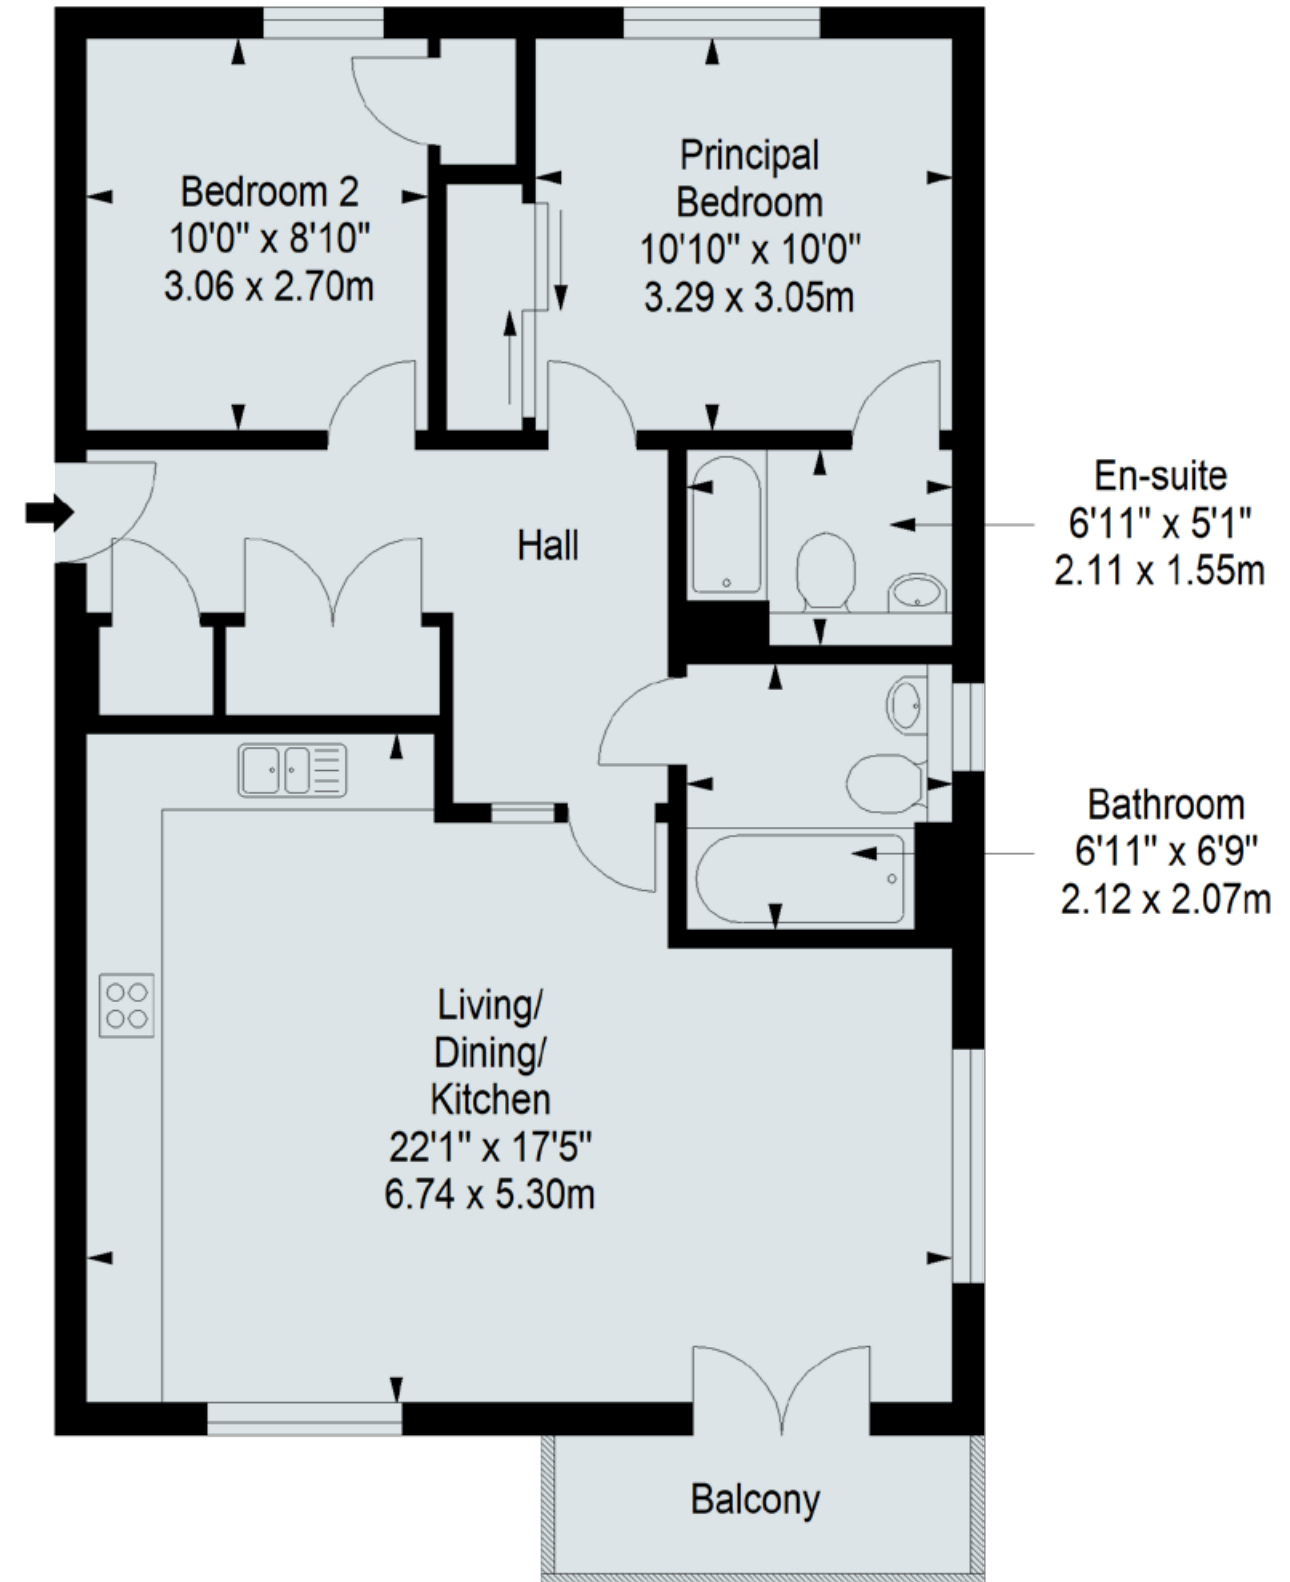 Bedroom 2
10'0" x 8'10"
3.06 x 2.70m
Principal
Bedroom
10'10" x 10'0"
3.29 x 3.05m
Hall
En-suite
6'11" x 5'1"
2.11 x 1.55m
Bathroom
6'11" x 6'9"
2.12 x 2.07m
Living/
Dining/
Kitchen
22'1" x 17'5"
6.74 x 5.30m
Balcony